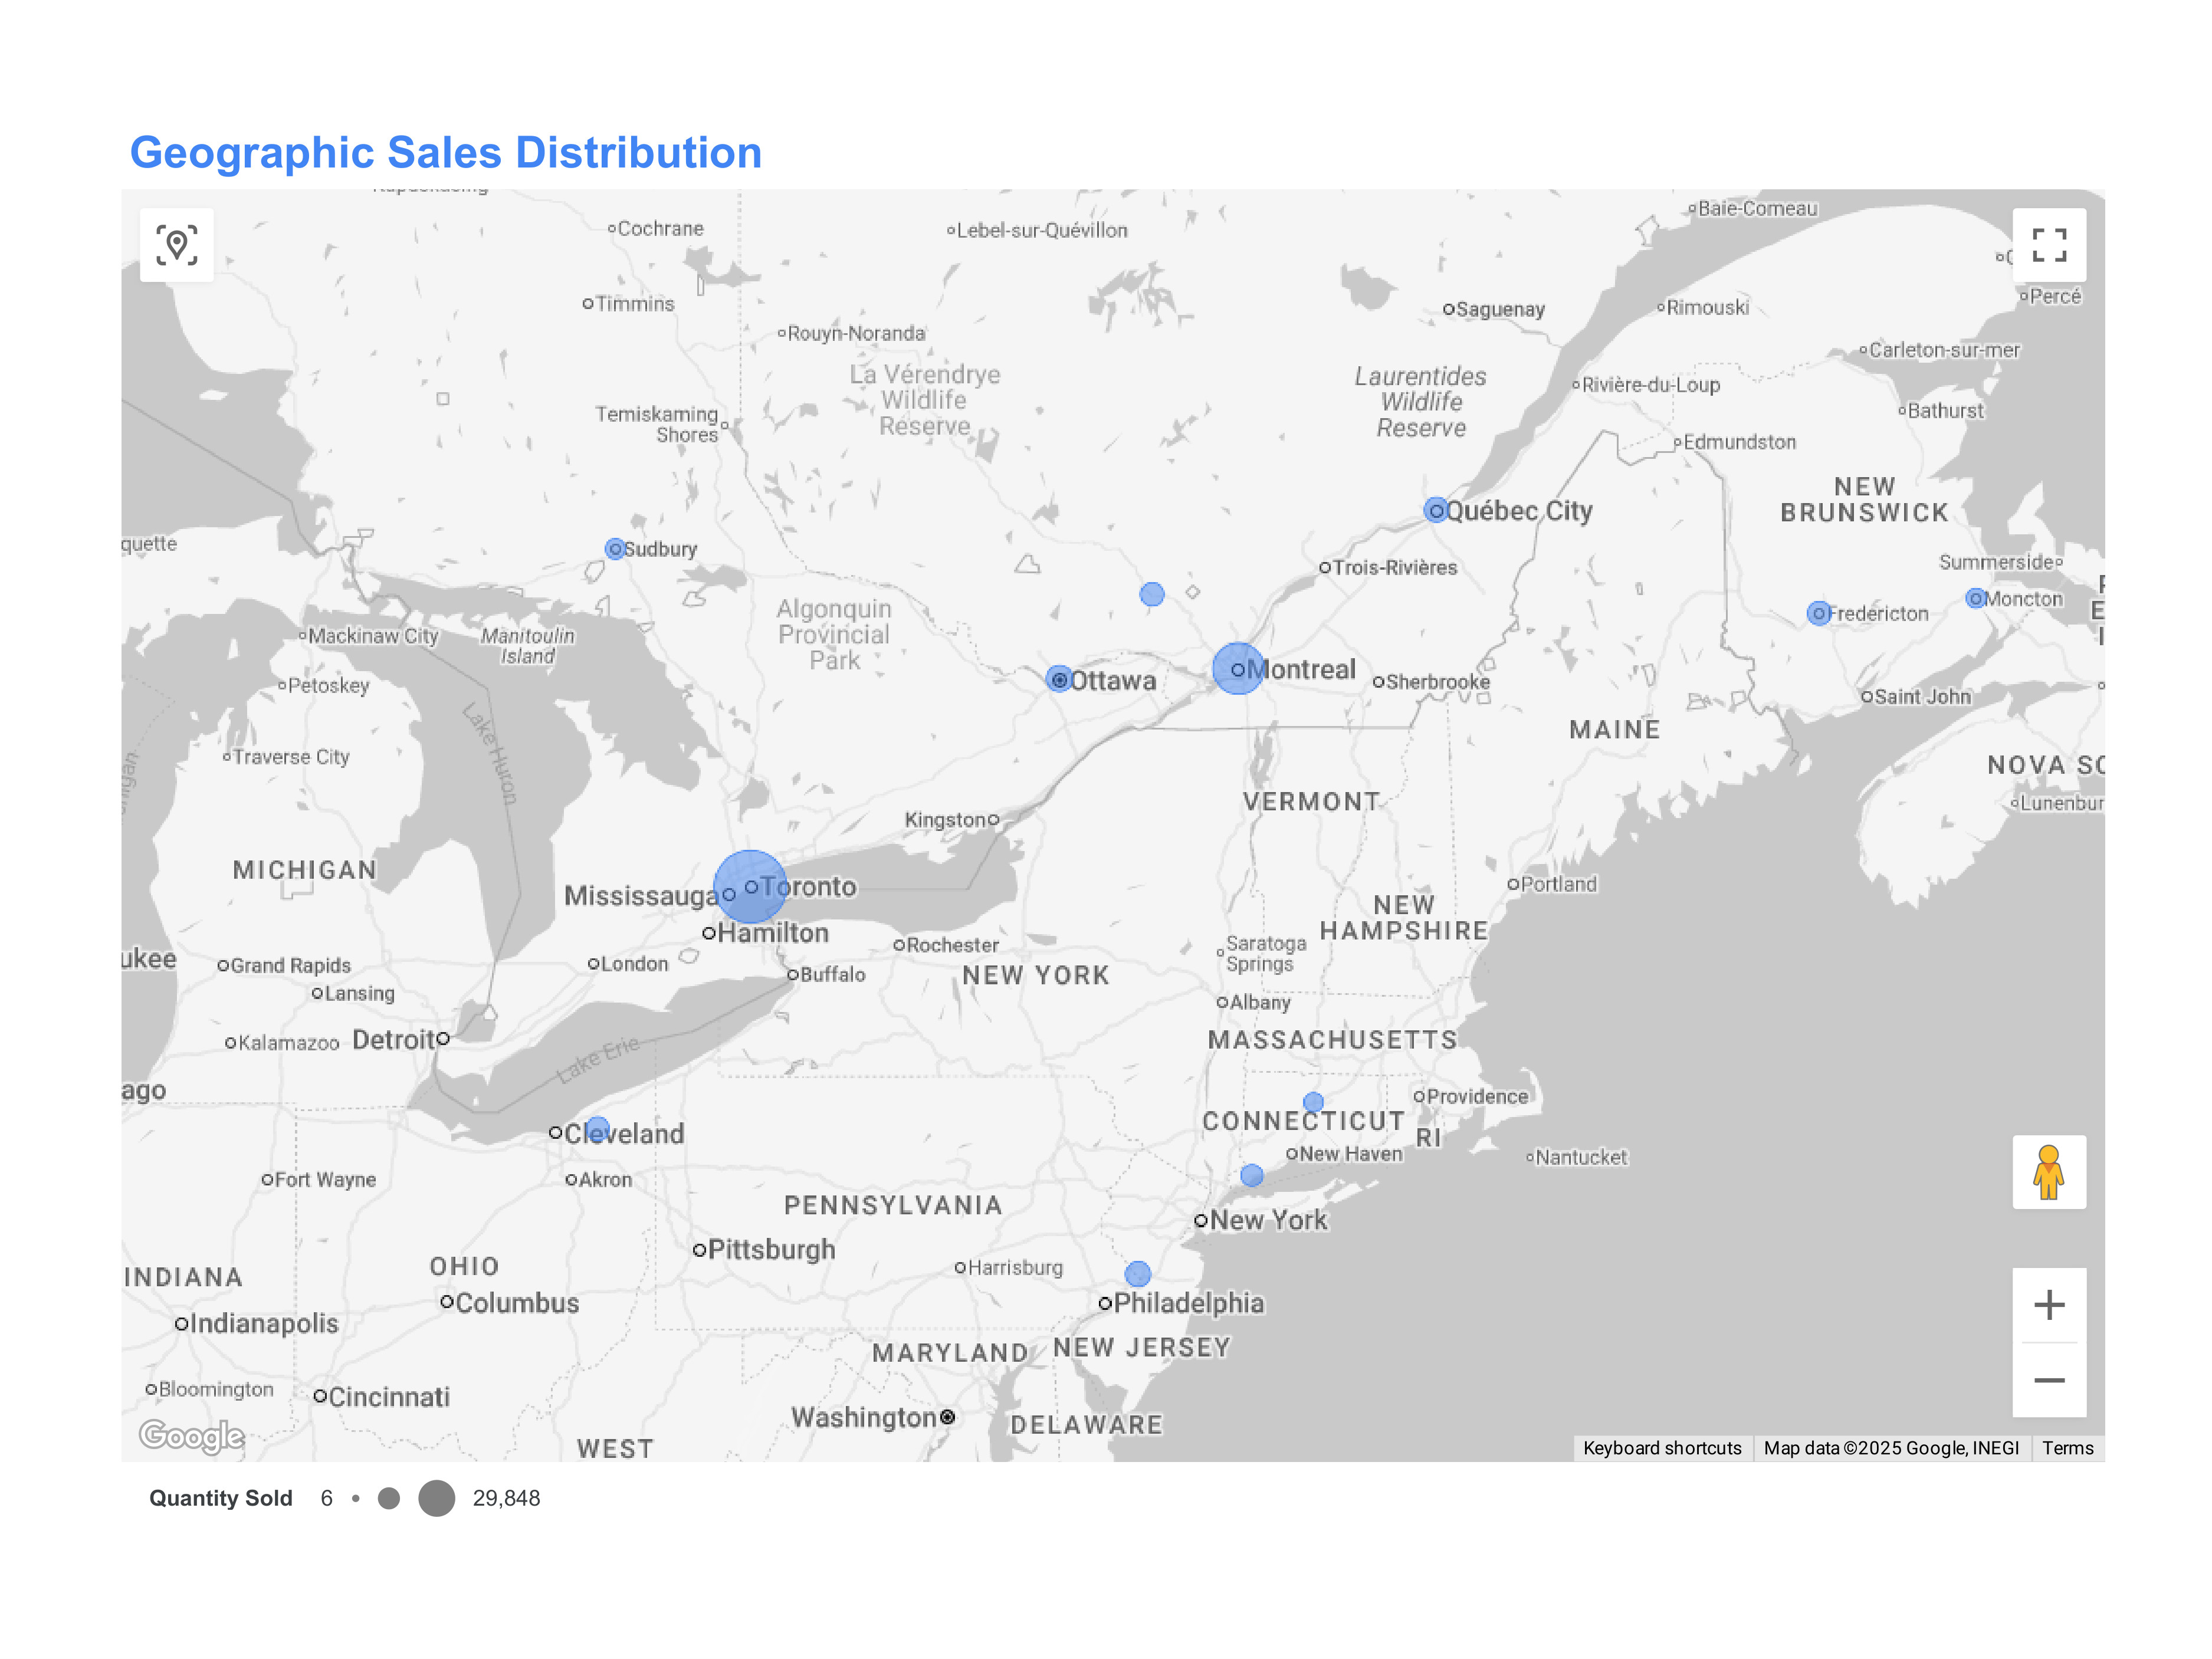 Geographic Sales Distribution
Cochrane
Lebel-sur-Quévillon
Baie-Comeau
Timmins
Saguenay
Rimouski
Percé
Rouyn-Noranda
La Vérendrye
Wildlife
Reserve
Laurentides
Wildlife
Reserve
Carleton-sur-mer
Rivière-du-Loup
Bathurst
Temiskaming
Shores
Edmundston
NEW
BRUNSWICK
Québec City
quette
Sudbury
Trois-Rivières
Summerside
Moncton
Fredericton
Algonquin
Provincial
Park
Mackinaw City
Manitoulin
Island
Petoskey
Ottawa
Montreal
Sherbrooke
Saint John
Lake Huron
Traverse City
MAINE
NOVA SC
Lunenbur
VERMONT
Kingston
MICHIGAN
Mississauga
Toronto
Portland
NEW
HAMPSHIRE
Hamilton
Rochester
Saratoga
Springs
ukee
Grand Rapids
London
Buffalo
NEW YORK
Lansing
Albany
Kalamazoo
Detroit
MASSACHUSETTS
Lake Erie
ago
Providence
CONNECTICUT
RI
Cleveland
New Haven
Nantucket
Fort Wayne
Akron
PENNSYLVANIA
New York
Pittsburgh
Harrisburg
OHIO
INDIANA
Columbus
Philadelphia
Indianapolis
MARYLAND
NEW JERSEY
Bloomington
Cincinnati
Washington
DELAWARE
WEST
Google
Keyboard shortcuts
Map data ©2025 Google, INEGI
Terms
Quantity Sold 6 29,848